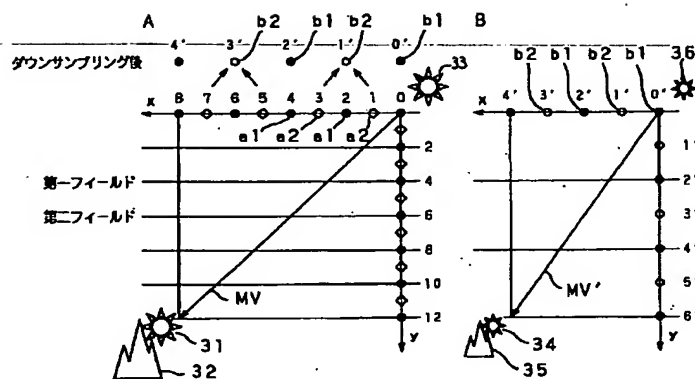 A b2 b1 b2 b1 B
4' 3' 2' 1' 0' b2 b1 b2 b1 36
ダウンサンプリング後
33
4' 3' 2' 1' 0'
x 8 7 6 5 4 3 2 1 0 x
a1 a2 a1 a2
1'
2 2'
第一フィールド 4 3'
第二フィールド 6 4'
8
10 5'
MV MV'
12 6'
31 y 34 y
32 35